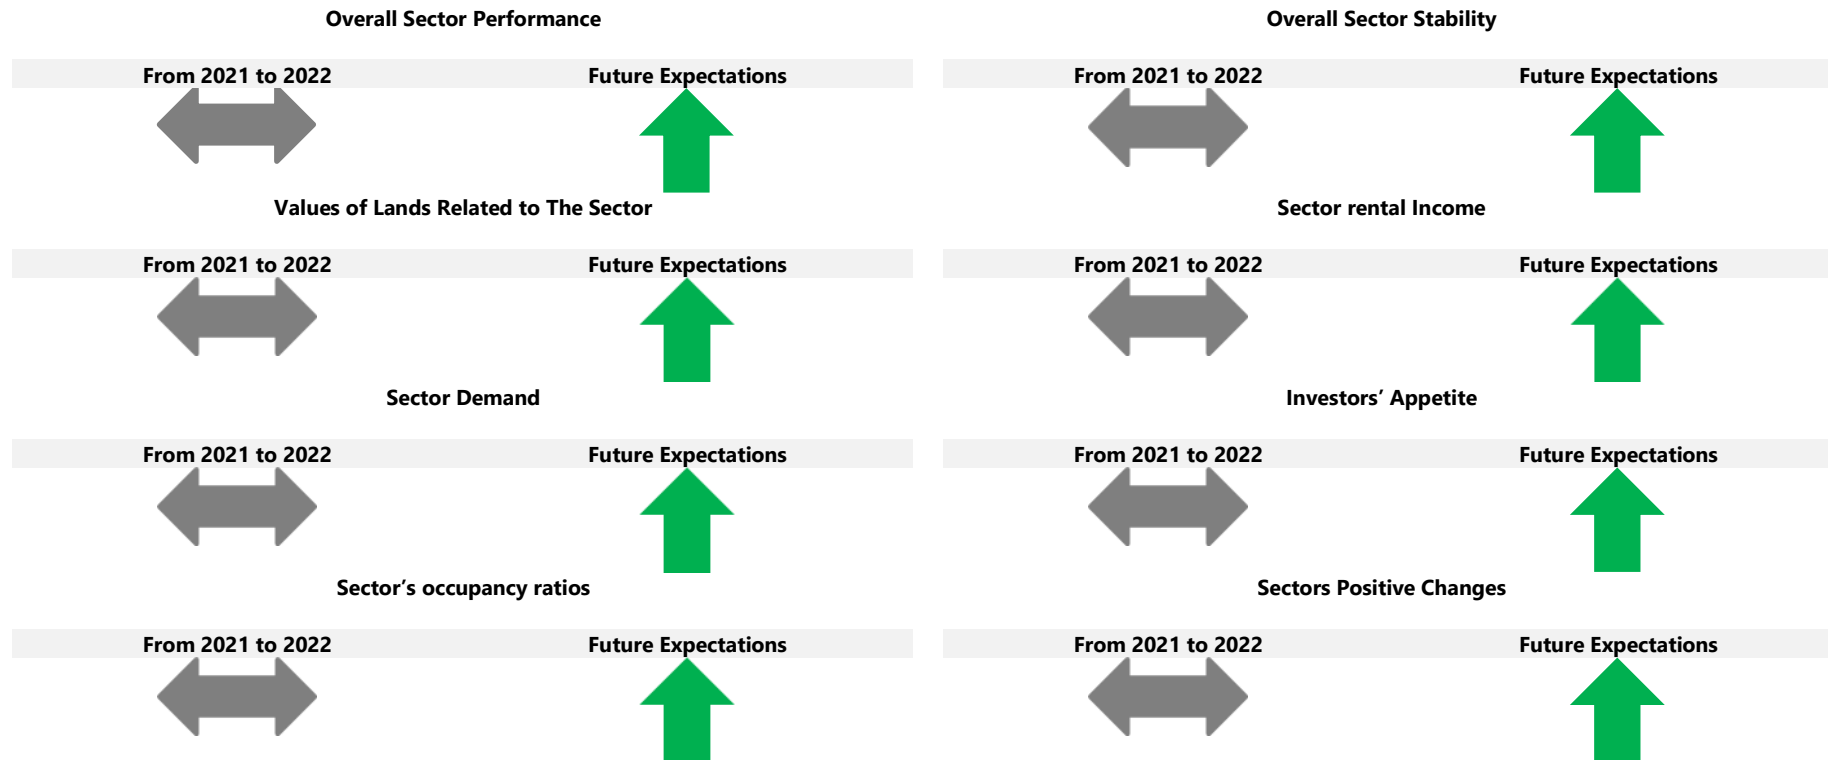 Overall Sector Performance
Overall Sector Stability
From 2021 to 2022
Future Expectations
From 2021 to 2022
Future Expectations
Values of Lands Related to The Sector
Sector rental Income
From 2021 to 2022
Future Expectations
From 2021 to 2022
Future Expectations
Sector Demand
Investors’ Appetite
From 2021 to 2022
Future Expectations
From 2021 to 2022
Future Expectations
Sector’s occupancy ratios
Sectors Positive Changes
From 2021 to 2022
Future Expectations
From 2021 to 2022
Future Expectations